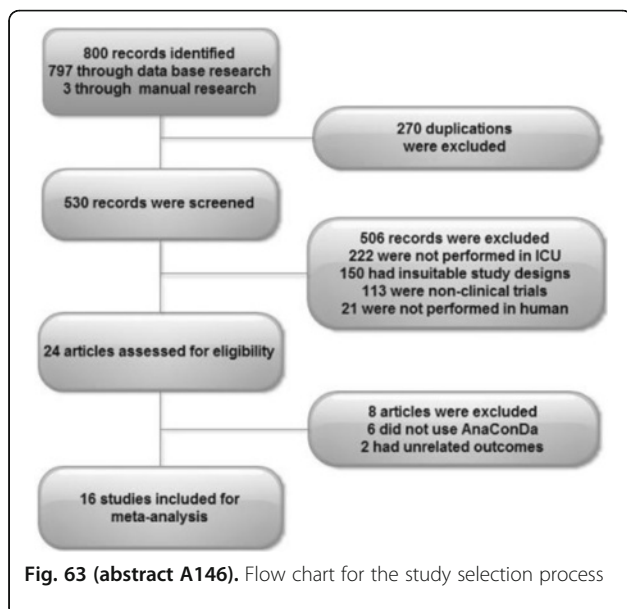 800 records identified
797 through data base research
3 through manual research
270 duplications
were excluded
530 records were screened
506 records were excluded
222 were not performed in ICU
150 had insuitable study designs
113 were non-clinical trials
21 were not performed in human
24 articles assessed for eligibility
8 articles were excluded
6 did not use AnaConDa
2 had unrelated outcomes
16 studies included for
meta-analysis
Fig. 63 (abstract A146). Flow chart for the study selection process